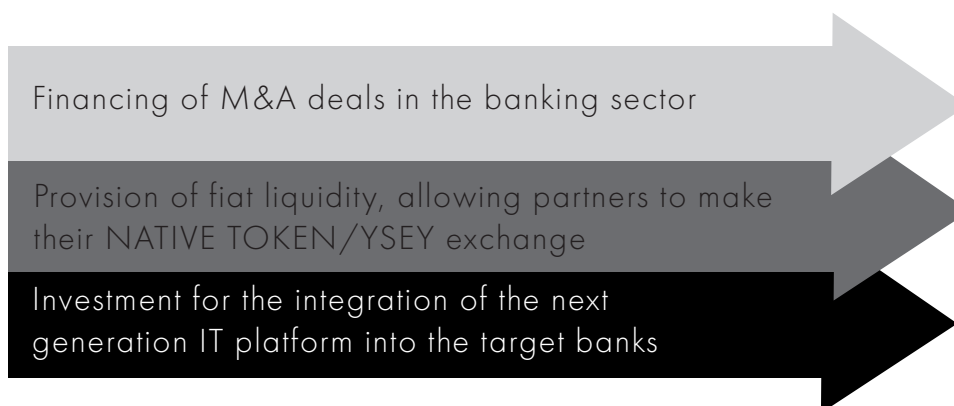 Financing of M&A deals in the banking sector
Provision of fiat liquidity, allowing partners to make
their NATIVE TOKEN/YSEY exchange
Investment for the integration of the next
generation IT platform into the target banks